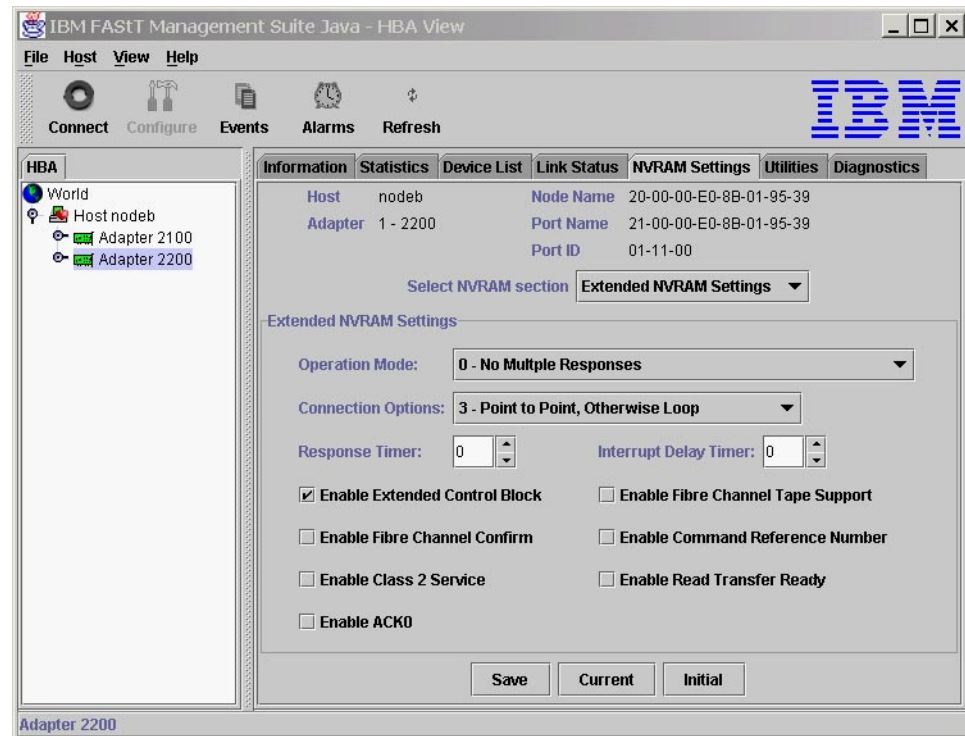 IBM FAStT Management Suite Java - HBA View
File Host View Help
Connect Configure Events Alarms Refresh
IBM
HBA
World
Host nodeb
Adapter 2100
Adapter 2200
Information Statistics Device List Link Status NVRAM Settings Utilities Diagnostics
Host nodeb Node Name 20-00-00-E0-8B-01-95-39
Adapter 1 - 2200 Port Name 21-00-00-E0-8B-01-95-39
Port ID 01-11-00
Select NVRAM section Extended NVRAM Settings
Extended NVRAM Settings
Operation Mode: 0 - No Multple Responses
Connection Options: 3 - Point to Point, Otherwise Loop
Response Timer: 0 Interrupt Delay Timer: 0
Enable Extended Control Block Enable Fibre Channel Tape Support
Enable Fibre Channel Confirm Enable Command Reference Number
Enable Class 2 Service Enable Read Transfer Ready
Enable ACK0
Save Current Initial
Adapter 2200